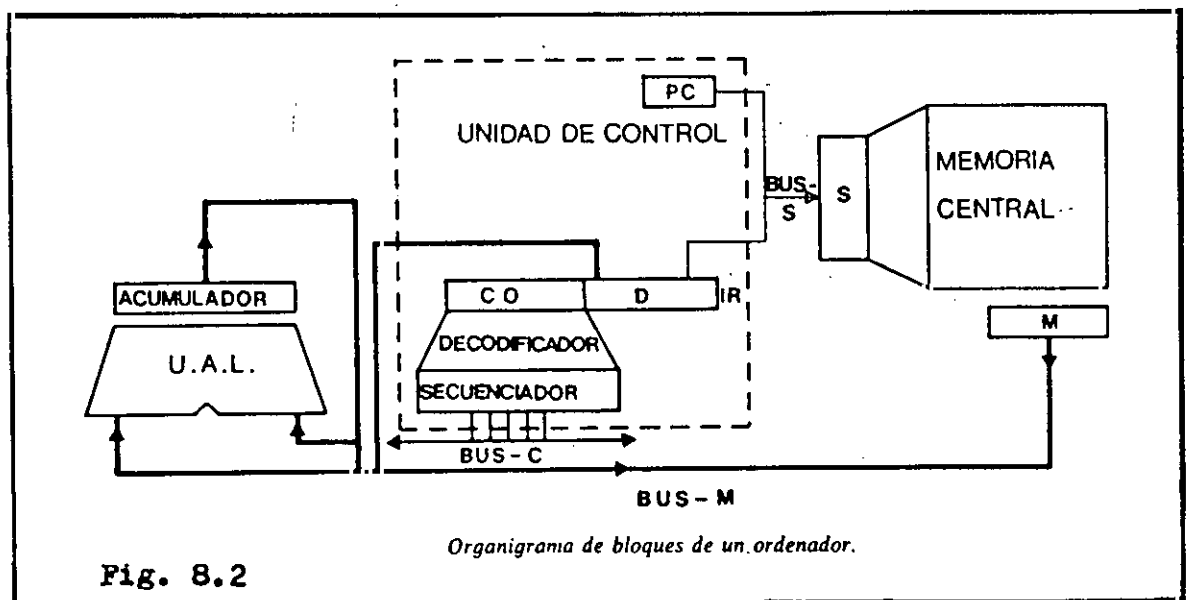 PC
UNIDAD DE CONTROL
BUS-
S
S
MEMORIA
CENTRAL
CO
D
IR
ACUMULADOR
M
DECODIFICADOR
U.A.L.
SECUENCIADOR
BUS-C
BUS-M
Organigrama de bloques de un ordenador.
Fig. 8.2